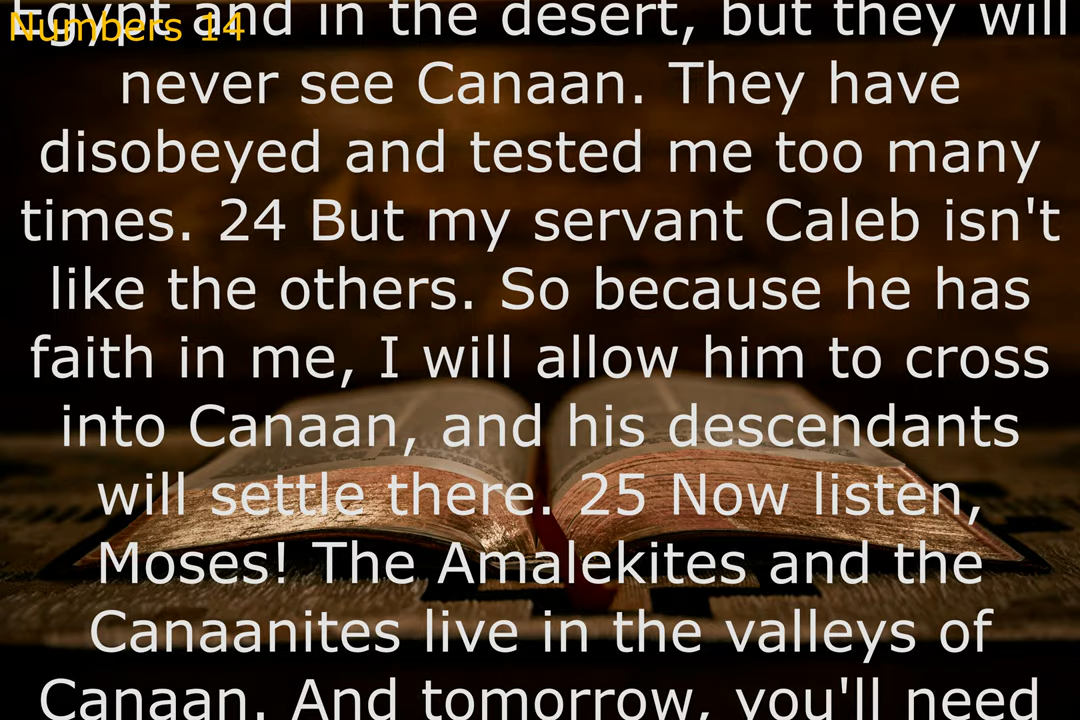 Egypt and in the desert, but they will
Numbers 14
never see Canaan. They have
disobeyed and tested me too many
times. 24 But my servant Caleb isn't
like the others. So because he has
faith in me, I will allow him to cross
into Canaan, and his descendants
will settle there. 25 Now listen,
Moses! The Amalekites and the
Canaanites live in the valleys of
Canaan. And tomorrow, you'll need